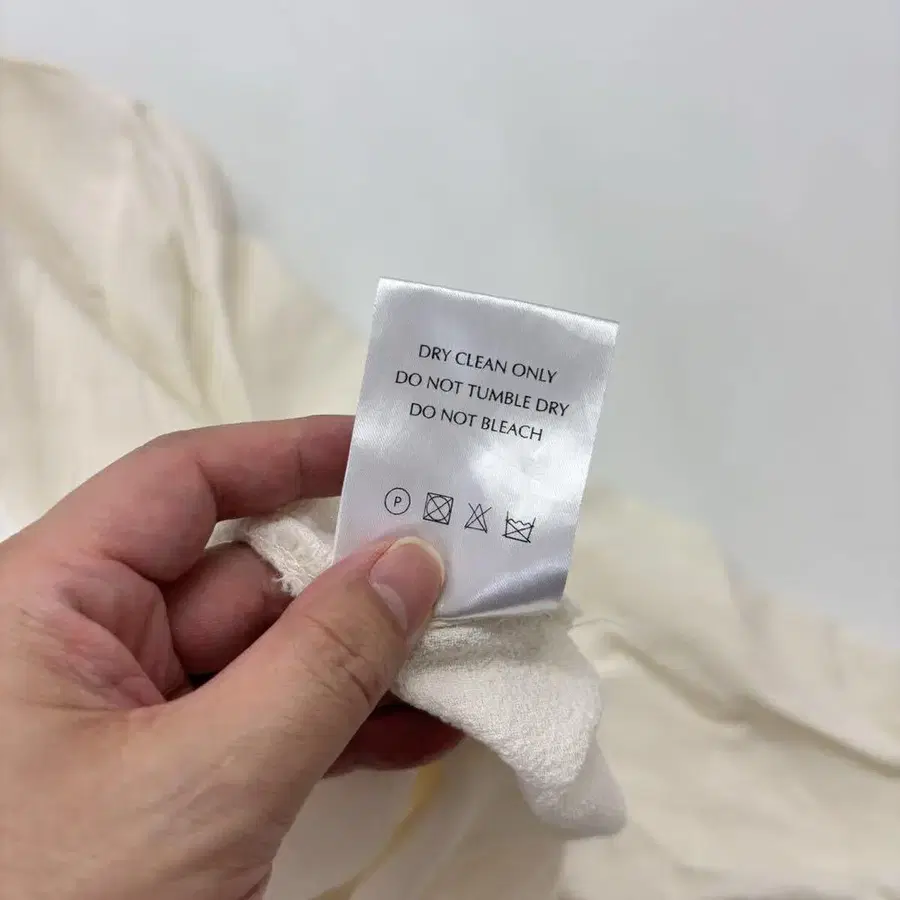 DRY CLEAN ONLY
DO NOT TUMBLE DRY
DO NOT BLEACH
P